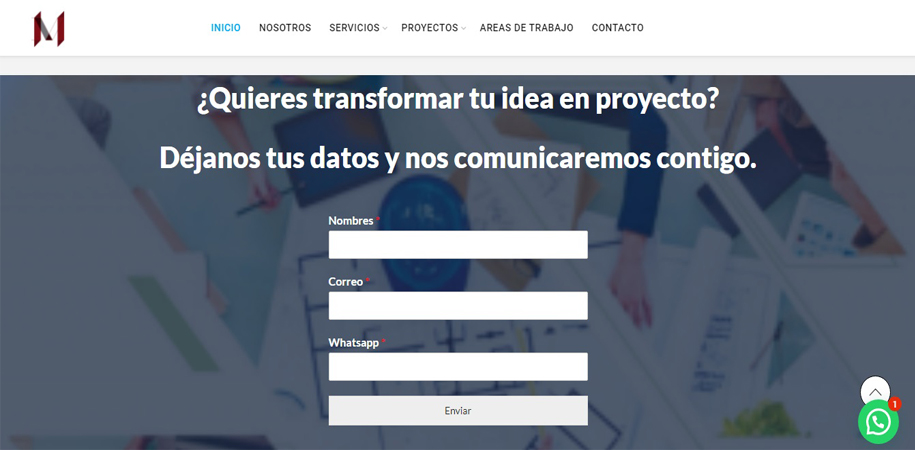 INICIO
NOSOTROS
SERVICIOS
PROYECTOS
AREAS DE TRABAJO
CONTACTO
¿Quieres transformar tu idea en proyecto?
Déjanos tus datos y nos comunicaremos contigo.
Nombres *
Correo *
Whatsapp *
Enviar
1